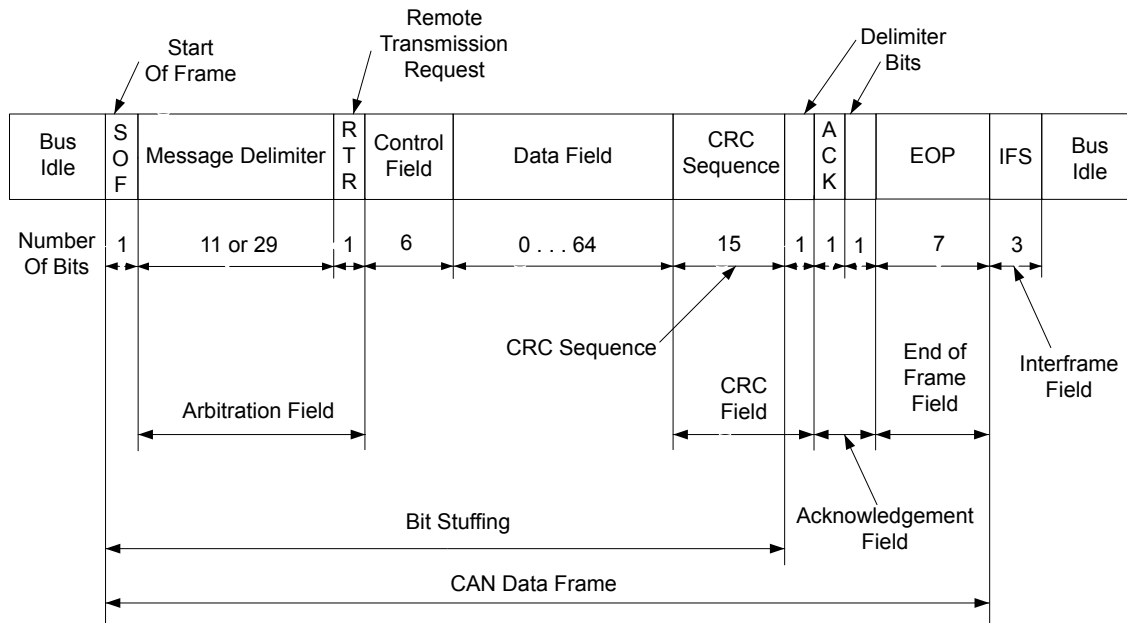 Start
Of Frame
Remote
Transmission
Request
Delimiter
Bits
Bus
Idle
S
O
F
Message Delimiter
R
T
R
Control
Field
Data Field
CRC
Sequence
A
C
K
EOP
IFS
Bus
Idle
Number
Of Bits
1
11 or 29
1
6
0 . . . 64
15
1
1
1
7
3
CRC Sequence
End of
Frame
Field
Interframe
Field
Arbitration Field
CRC
Field
Bit Stuffing
Acknowledgement
Field
CAN Data Frame